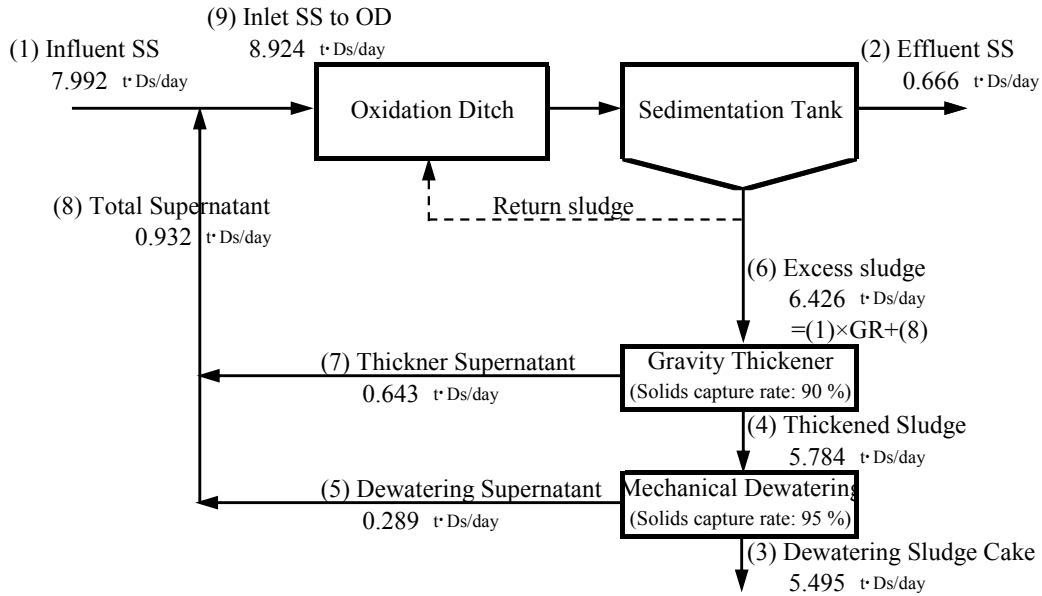 (9) Inlet SS to OD
8.924 t・Ds/day
(1) Influent SS
7.992 t・Ds/day
(2) Effluent SS
0.666 t・Ds/day
Oxidation Ditch
Sedimentation Tank
(8) Total Supernatant
0.932 t・Ds/day
Return sludge
(6) Excess sludge
6.426 t・Ds/day
=(1)×GR+(8)
(7) Thickner Supernatant
0.643 t・Ds/day
Gravity Thickener
(Solids capture rate: 90 %)
(4) Thickened Sludge
5.784 t・Ds/day
(5) Dewatering Supernatant
0.289 t・Ds/day
Mechanical Dewatering
(Solids capture rate: 95 %)
(3) Dewatering Sludge Cake
5.495 t・Ds/day